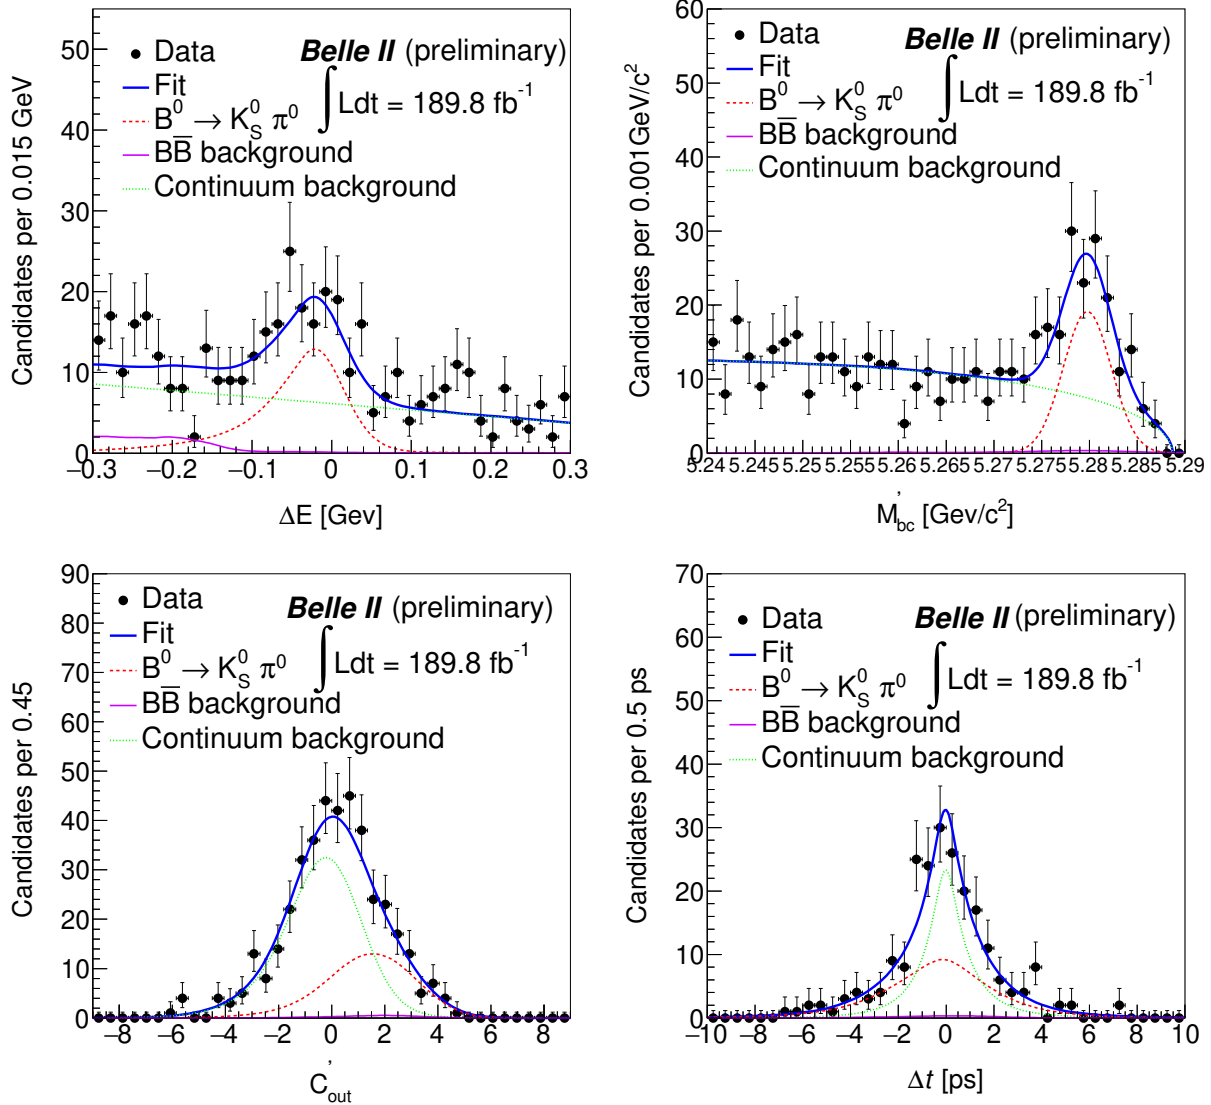 Candidates per 0.015 GeV
50
40
30
20
10
0
Data
Fit
B⁰ → K_S⁰ π⁰
BB̅ background
Continuum background
Belle II (preliminary)
∫ Ldt = 189.8 fb⁻¹
−0.3 −0.2 −0.1 0 0.1 0.2 0.3
ΔE [Gev]
Candidates per 0.001GeV/c²
60
50
40
30
20
10
0
Data
Fit
B⁰ → K_S⁰ π⁰
BB̅ background
Continuum background
Belle II (preliminary)
∫ Ldt = 189.8 fb⁻¹
5.24 5.245 5.25 5.255 5.26 5.265 5.27 5.275 5.28 5.285 5.29
M'_bc [Gev/c²]
Candidates per 0.45
90
80
70
60
50
40
30
20
10
0
Data
Fit
B⁰ → K_S⁰ π⁰
BB̅ background
Continuum background
Belle II (preliminary)
∫ Ldt = 189.8 fb⁻¹
−8 −6 −4 −2 0 2 4 6 8
C'_out
Candidates per 0.5 ps
70
60
50
40
30
20
10
0
Data
Fit
B⁰ → K_S⁰ π⁰
BB̅ background
Continuum background
Belle II (preliminary)
∫ Ldt = 189.8 fb⁻¹
−10 −8 −6 −4 −2 0 2 4 6 8 10
Δt [ps]